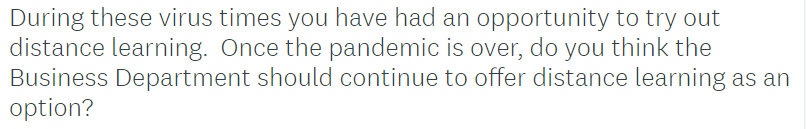 During these virus times you have had an opportunity to try out
distance learning.  Once the pandemic is over, do you think the
Business Department should continue to offer distance learning as an
option?